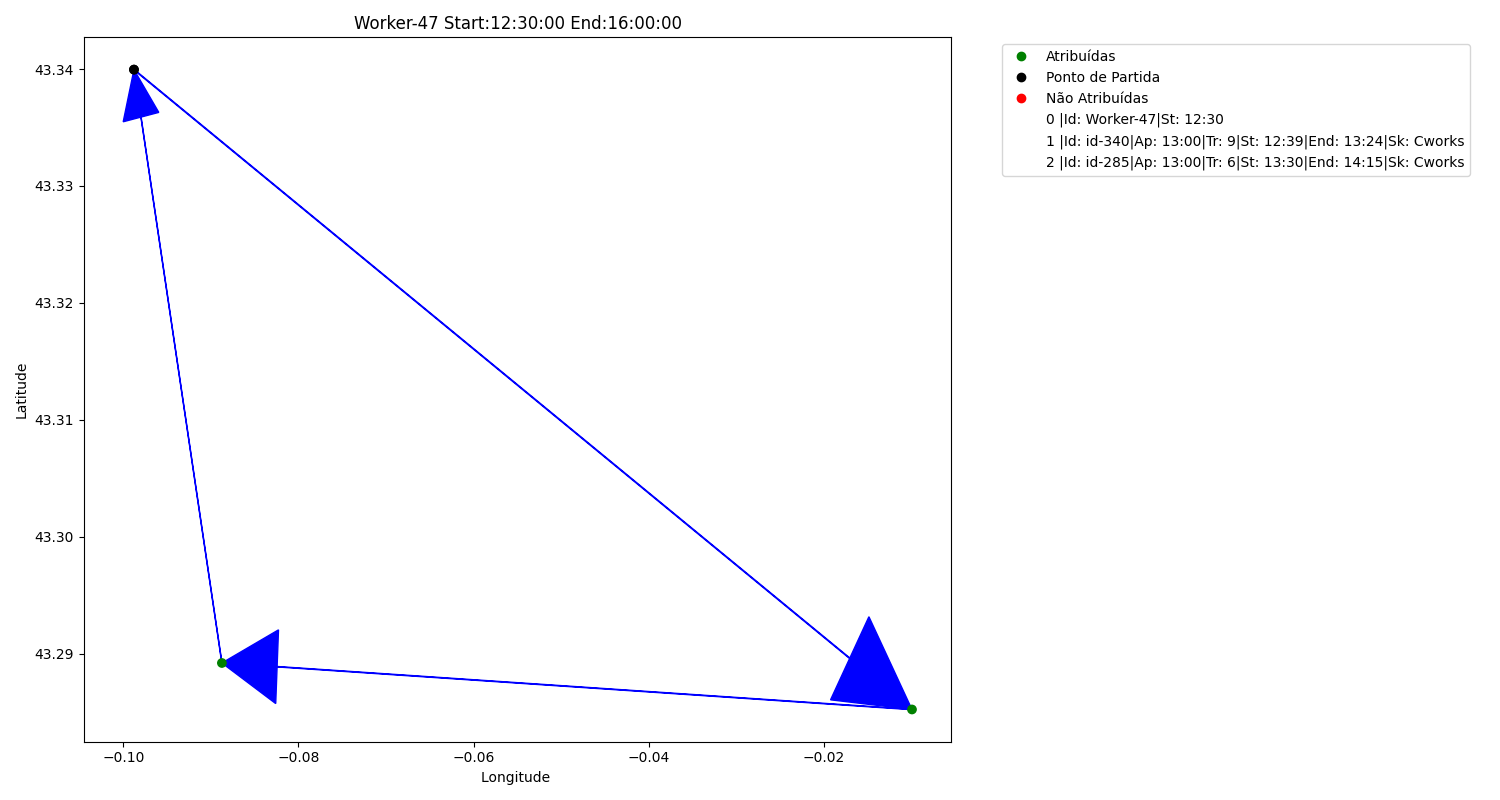 Worker-47 Start:12:30:00 End:16:00:00
43.34
43.33
43.32
43.31
43.30
43.29
Latitude
−0.10
−0.08
−0.06
−0.04
−0.02
Longitude
Atribuídas
Ponto de Partida
Não Atribuídas
0 |Id: Worker-47|St: 12:30
1 |Id: id-340|Ap: 13:00|Tr: 9|St: 12:39|End: 13:24|Sk: Cworks
2 |Id: id-285|Ap: 13:00|Tr: 6|St: 13:30|End: 14:15|Sk: Cworks